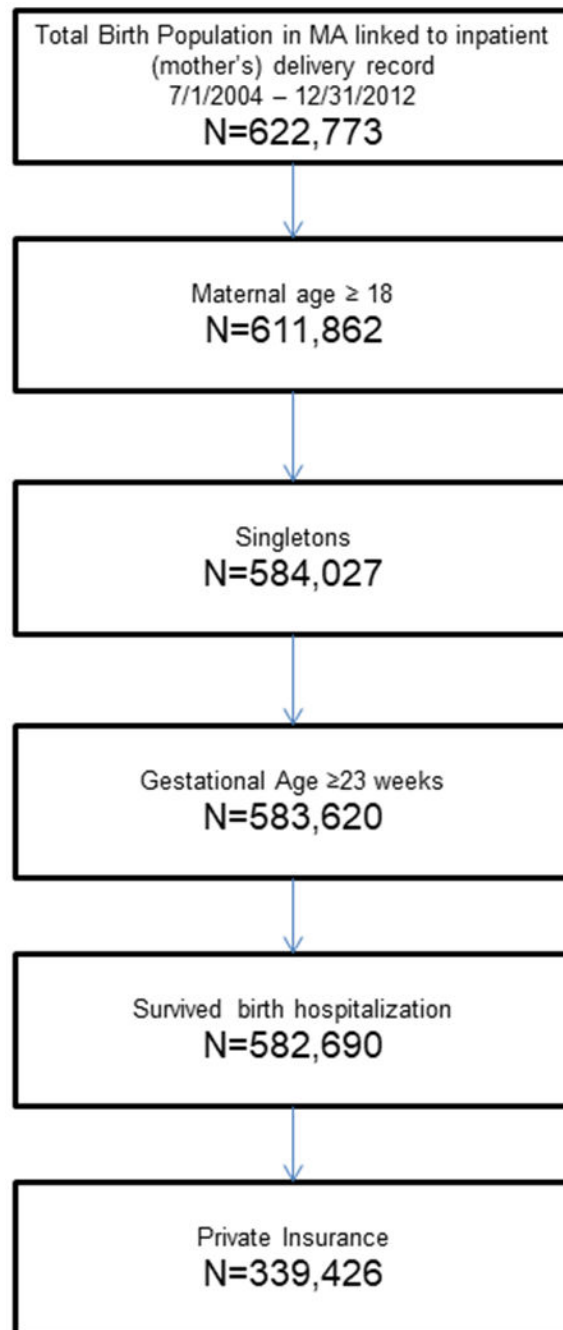 Total Birth Population in MA linked to inpatient
(mother's) delivery record
7/1/2004 – 12/31/2012
N=622,773
Maternal age ≥ 18
N=611,862
Singletons
N=584,027
Gestational Age ≥23 weeks
N=583,620
Survived birth hospitalization
N=582,690
Private Insurance
N=339,426